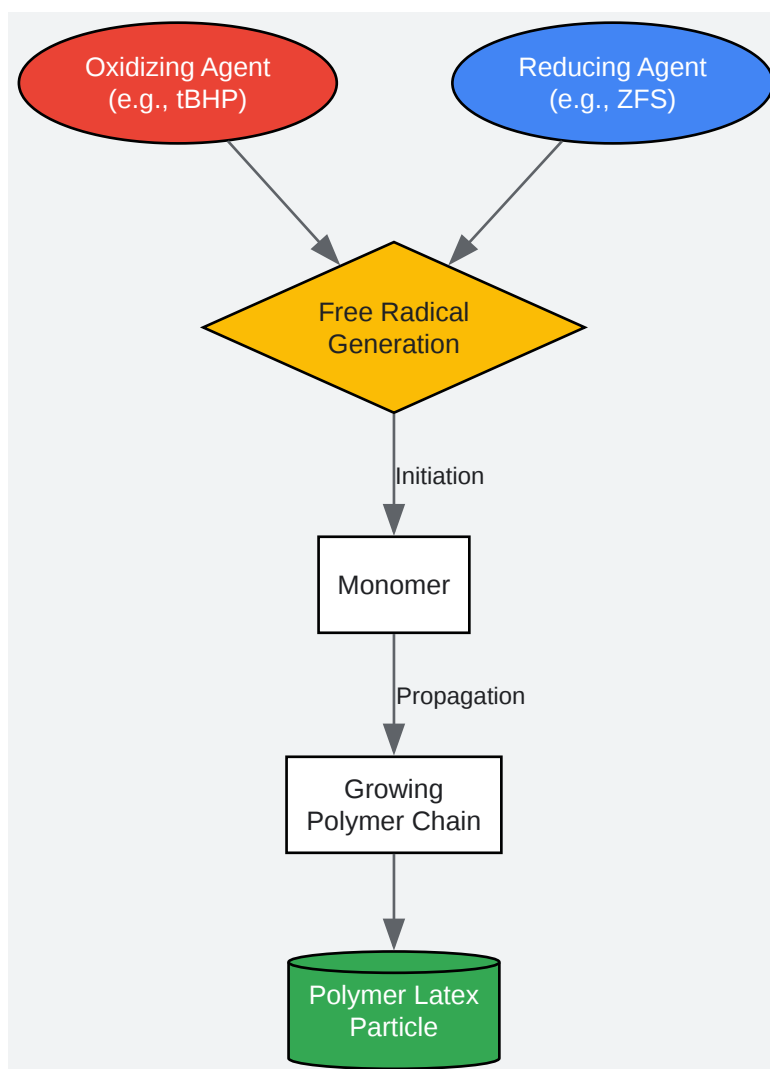 Oxidizing Agent
(e.g., tBHP)
Reducing Agent
(e.g., ZFS)
Free Radical
Generation
Initiation
Monomer
Propagation
Growing
Polymer Chain
Polymer Latex
Particle